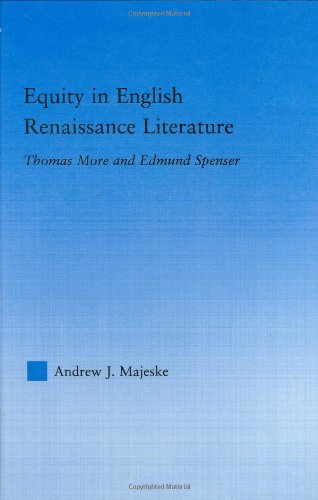 Equity in English
Renaissance Literature
Thomas More and Edmund Spenser
Andrew J. Majeske